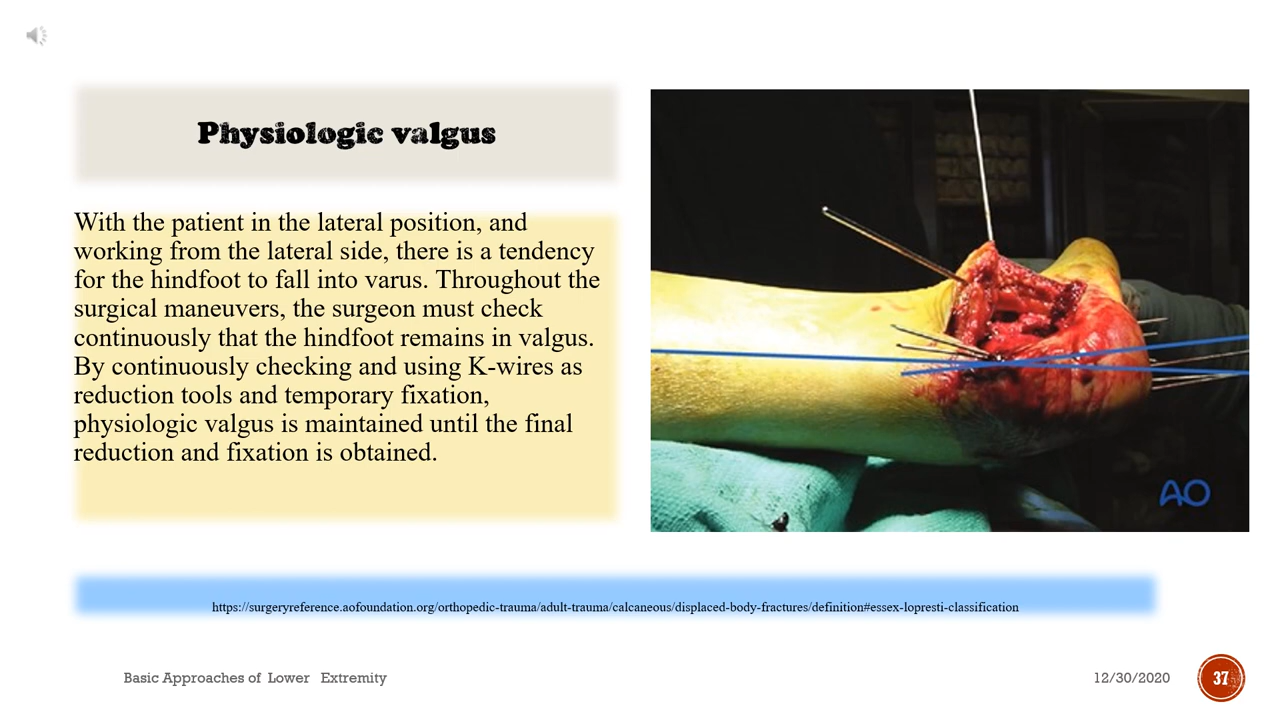 Physiologic valgus
With the patient in the lateral position, and
working from the lateral side, there is a tendency
for the hindfoot to fall into varus. Throughout the
surgical maneuvers, the surgeon must check
continuously that the hindfoot remains in valgus.
By continuously checking and using K-wires as
reduction tools and temporary fixation,
physiologic valgus is maintained until the final
reduction and fixation is obtained.
AO
https://surgeryreference.aofoundation.org/orthopedic-trauma/adult-trauma/calcaneous/displaced-body-fractures/definition#essex-lopresti-classification
Basic Approaches of Lower Extremity
12/30/2020
37